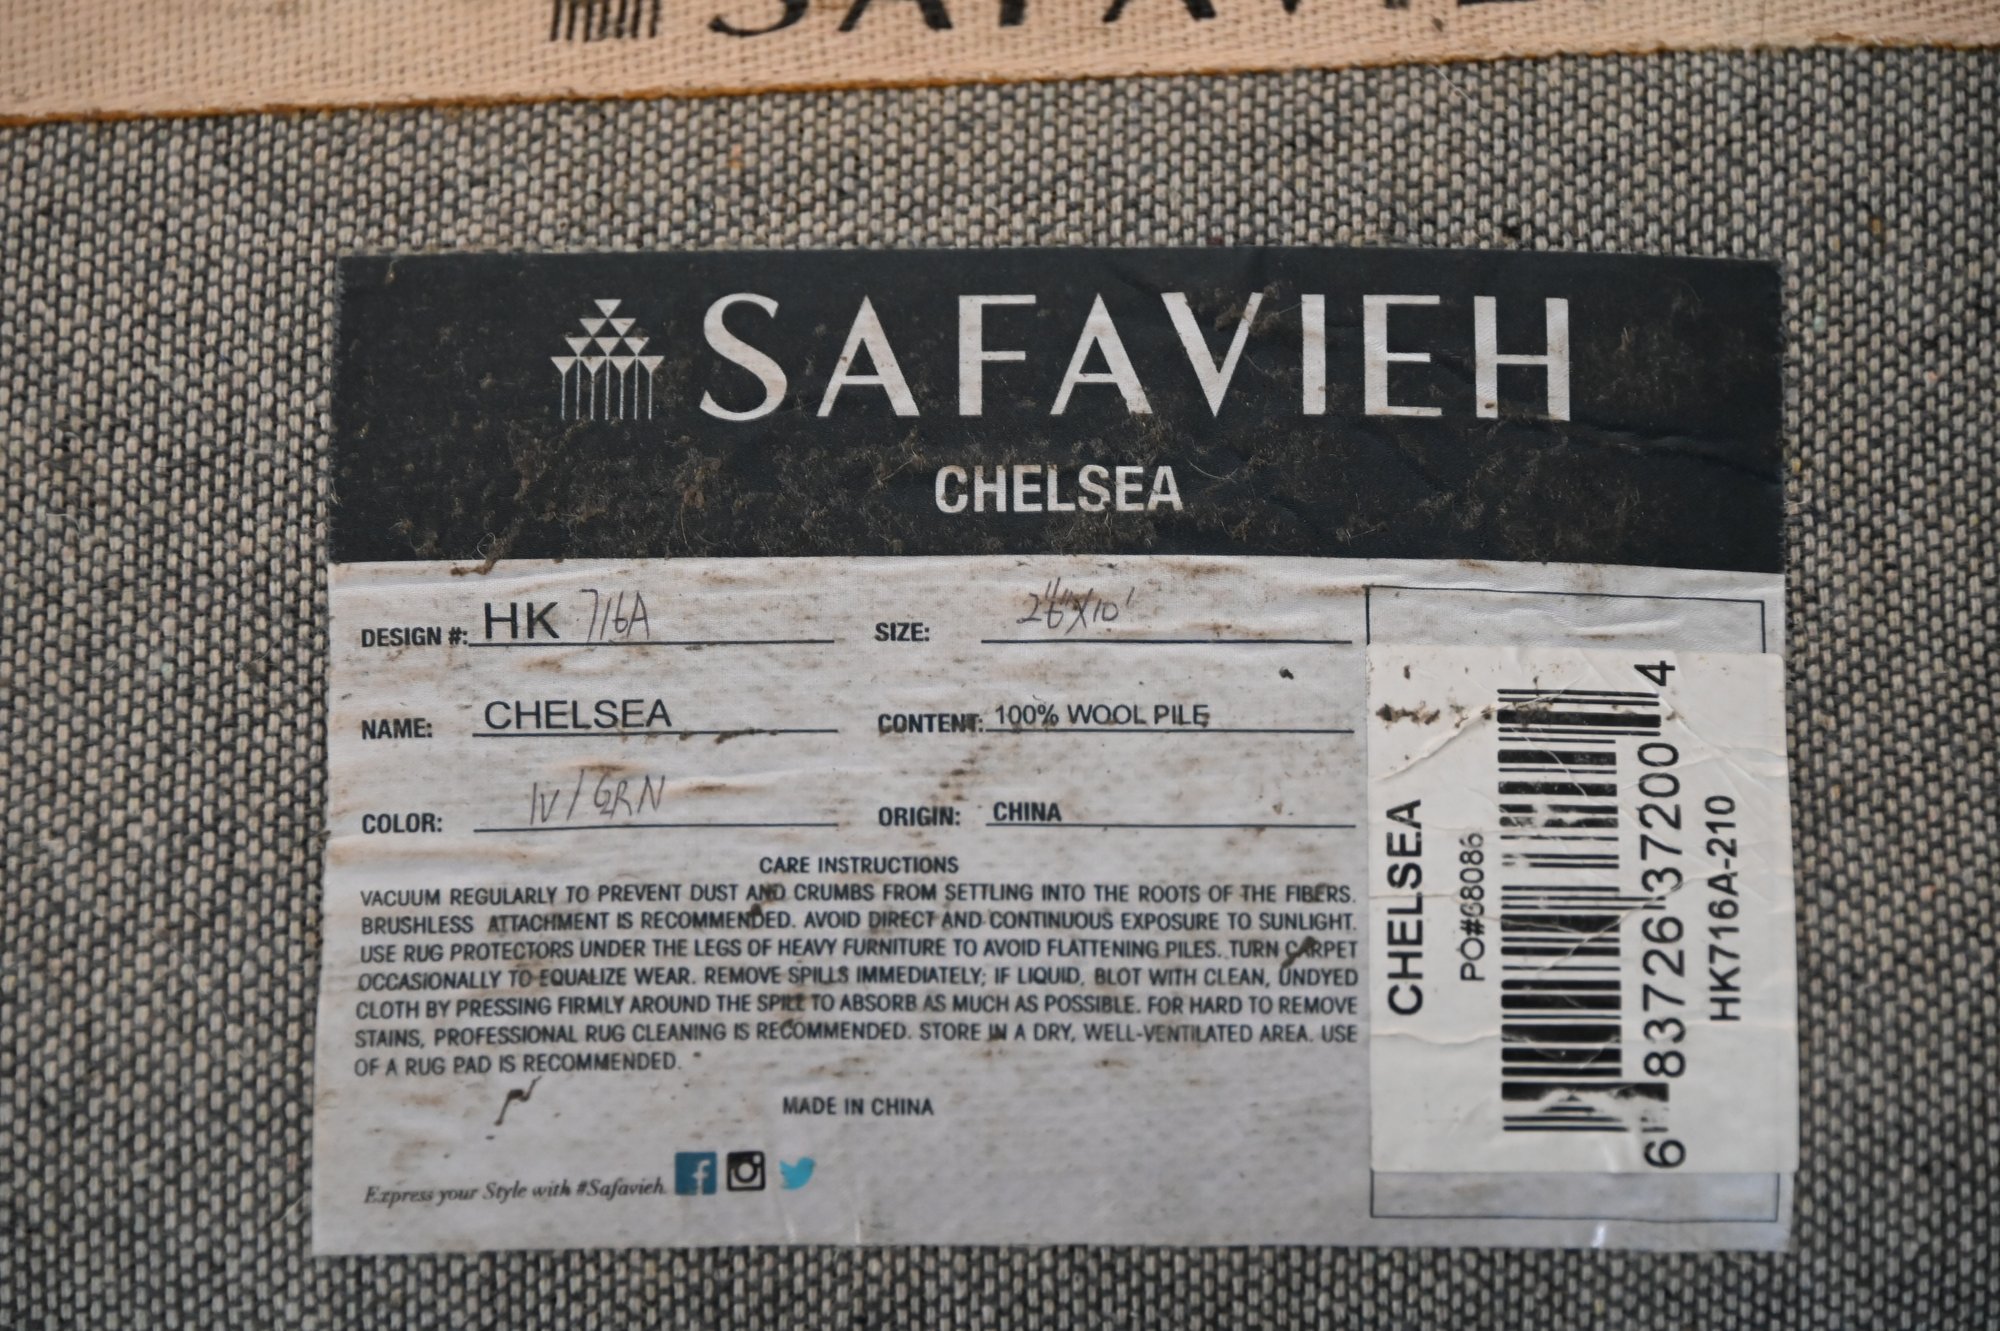 SAFAVIEH
SAFAVIEH
CHELSEA
DESIGN #: HK 716A
SIZE: 2'6"X10'
NAME: CHELSEA
CONTENT: 100% WOOL PILE
COLOR: IV/GRN
ORIGIN: CHINA
CARE INSTRUCTIONS
VACUUM REGULARLY TO PREVENT DUST AND CRUMBS FROM SETTLING INTO THE ROOTS OF THE FIBERS.
BRUSHLESS ATTACHMENT IS RECOMMENDED. AVOID DIRECT AND CONTINUOUS EXPOSURE TO SUNLIGHT.
USE RUG PROTECTORS UNDER THE LEGS OF HEAVY FURNITURE TO AVOID FLATTENING PILES. TURN CARPET
OCCASIONALLY TO EQUALIZE WEAR. REMOVE SPILLS IMMEDIATELY; IF LIQUID, BLOT WITH CLEAN, UNDYED
CLOTH BY PRESSING FIRMLY AROUND THE SPILL TO ABSORB AS MUCH AS POSSIBLE. FOR HARD TO REMOVE
STAINS, PROFESSIONAL RUG CLEANING IS RECOMMENDED. STORE IN A DRY, WELL-VENTILATED AREA. USE
OF A RUG PAD IS RECOMMENDED.
MADE IN CHINA
Express your Style with #Safavieh
CHELSEA
PO#68086
6 83726 37200 4
HK716A-210